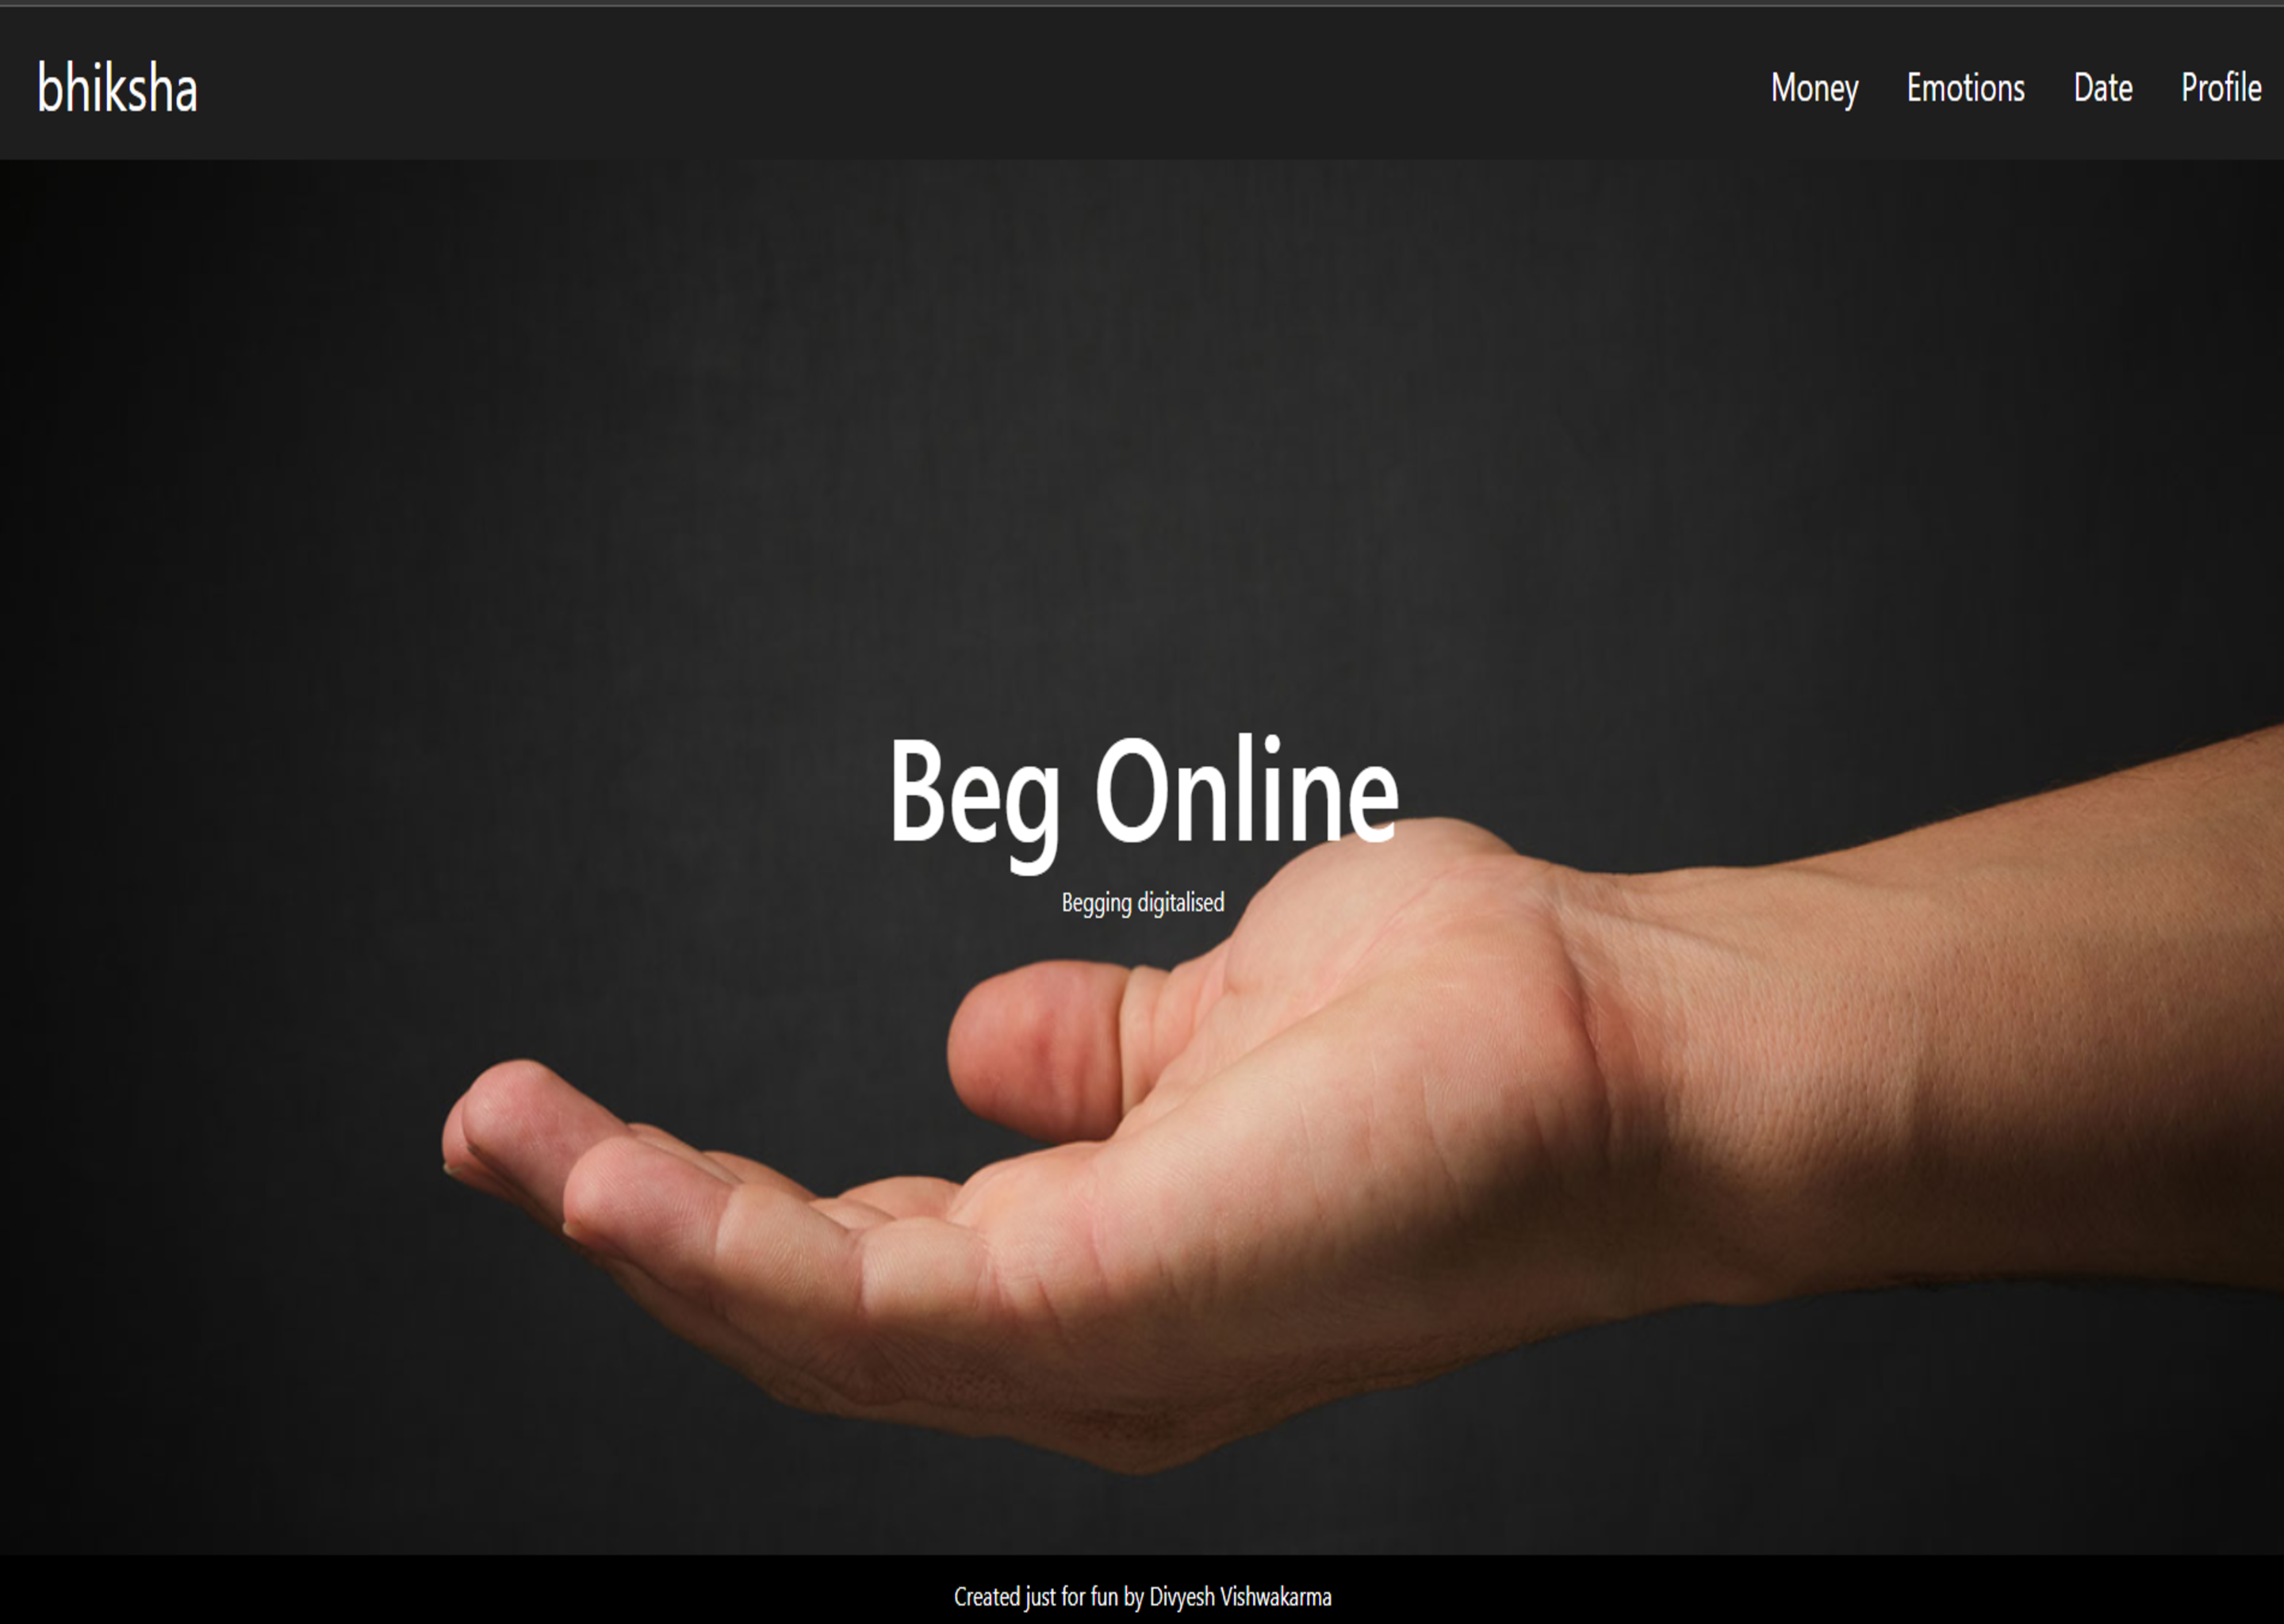 bhiksha
Money Emotions Date Profile
Beg Online
Begging digitalised
Created just for fun by Divyesh Vishwakarma